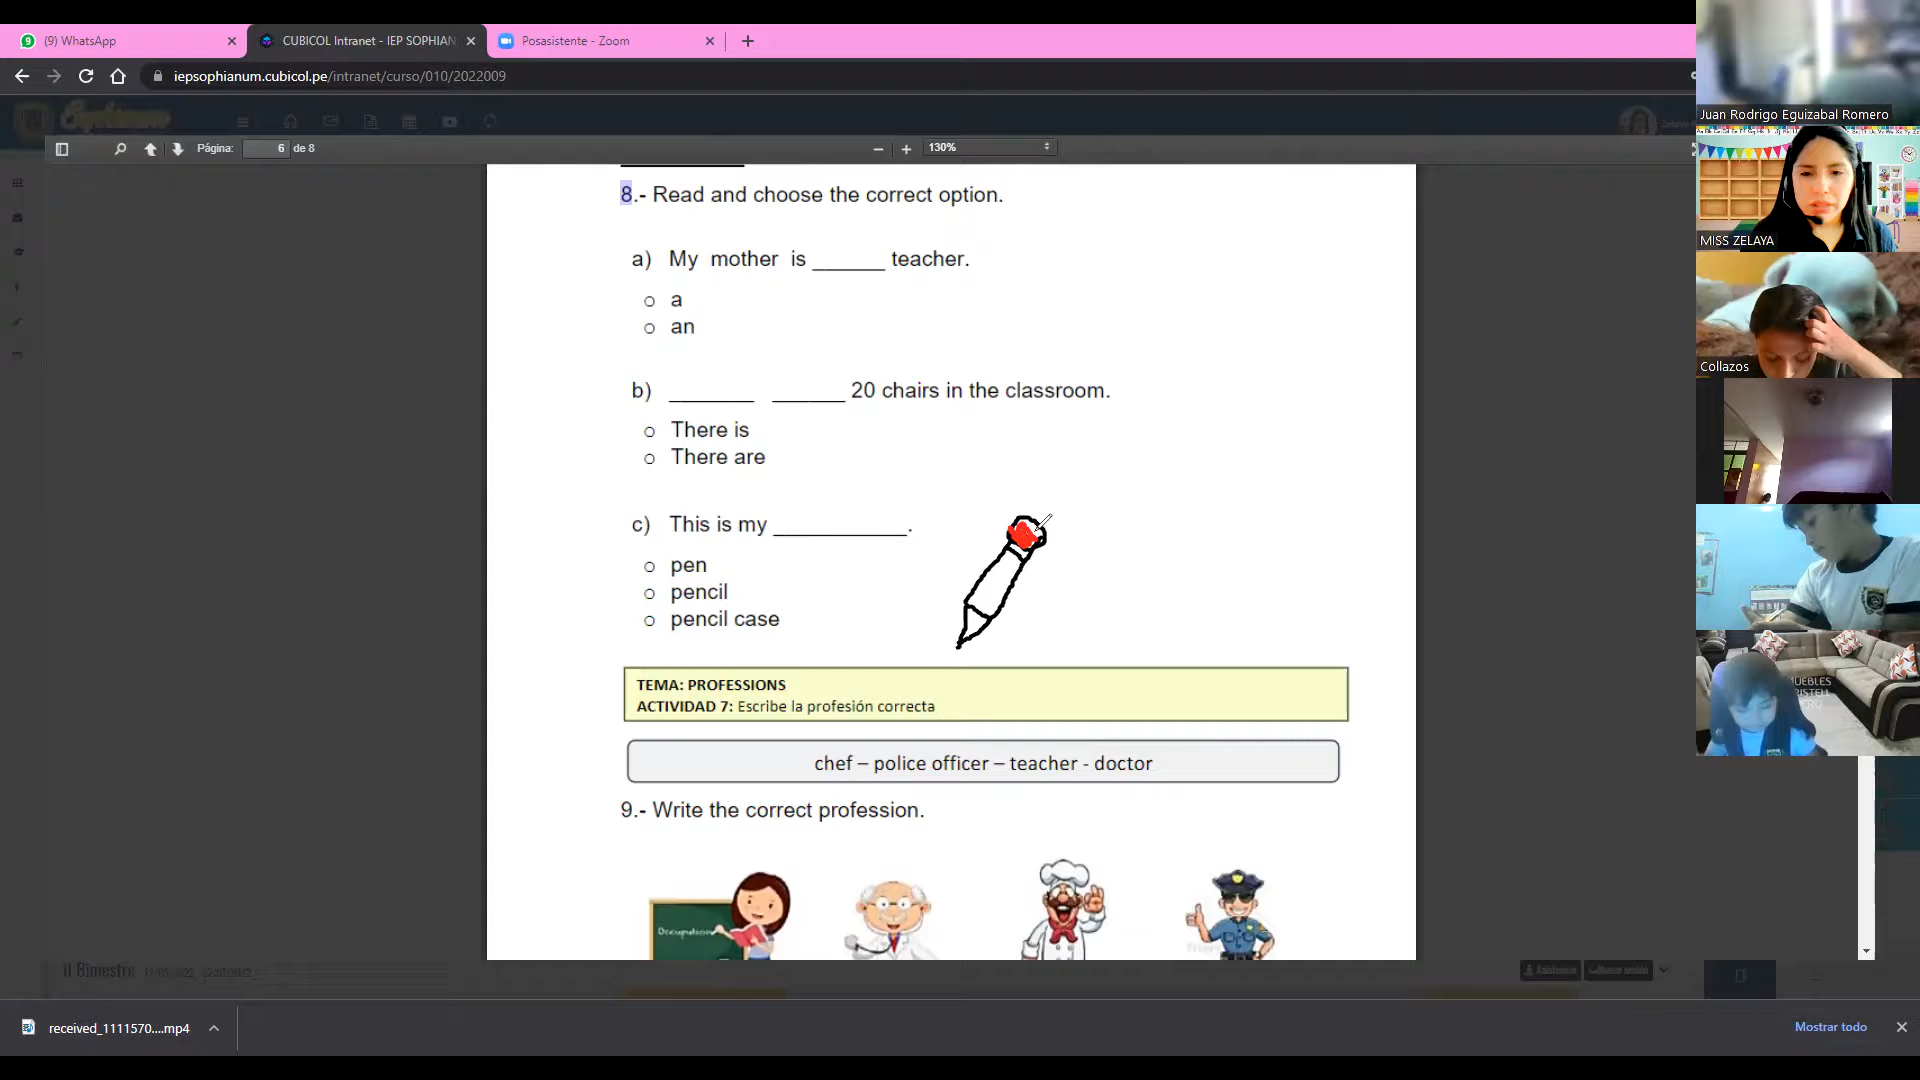 (9) WhatsApp
CUBICOL Intranet - IEP SOPHIAN
Posasistente - Zoom
iepsophianum.cubicol.pe/intranet/curso/010/2022009
Página: 6 de 8
130%
8.- Read and choose the correct option.
a) My mother is ______ teacher.
o a
o an
b) _______ ______ 20 chairs in the classroom.
o There is
o There are
c) This is my ___________.
o pen
o pencil
o pencil case
TEMA: PROFESSIONS
ACTIVIDAD 7: Escribe la profesión correcta
chef – police officer – teacher - doctor
9.- Write the correct profession.
Occupation
II Bimestre
Juan Rodrigo Eguizabal Romero
MISS ZELAYA
Collazos
MUEBLES
received_1111570....mp4
Mostrar todo